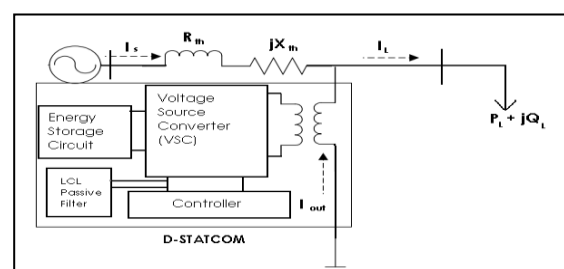 I s
R th
jX th
I L
P L + jQ L
Energy
Storage
Circuit
Voltage
Source
Converter
(VSC)
LCL
Passive
Filter
Controller
I out
D-STATCOM